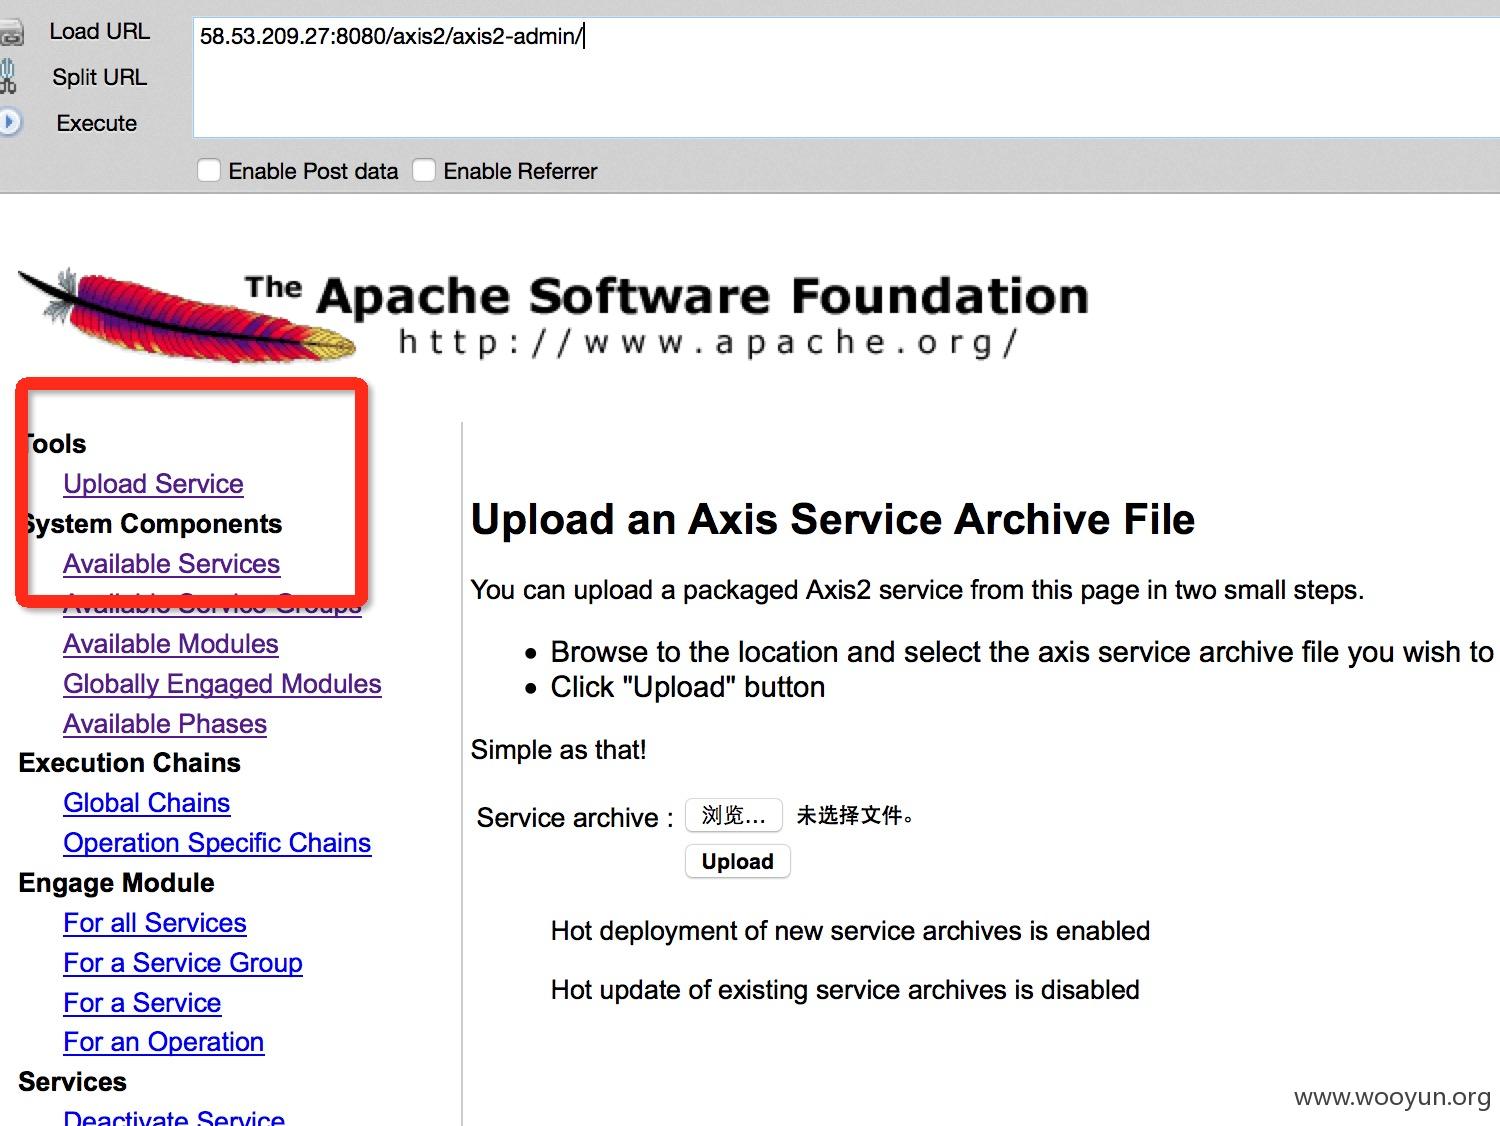 Load URL
58.53.209.27:8080/axis2/axis2-admin/
Split URL
Execute
Enable Post data
Enable Referrer
The Apache Software Foundation
http://www.apache.org/
Tools
Upload Service
System Components
Available Services
Available Service Groups
Available Modules
Globally Engaged Modules
Available Phases
Execution Chains
Global Chains
Operation Specific Chains
Engage Module
For all Services
For a Service Group
For a Service
For an Operation
Services
Deactivate Service
Upload an Axis Service Archive File
You can upload a packaged Axis2 service from this page in two small steps.
• Browse to the location and select the axis service archive file you wish to
• Click "Upload" button
Simple as that!
Service archive : 浏览... 未选择文件。
Upload
Hot deployment of new service archives is enabled
Hot update of existing service archives is disabled
www.wooyun.org